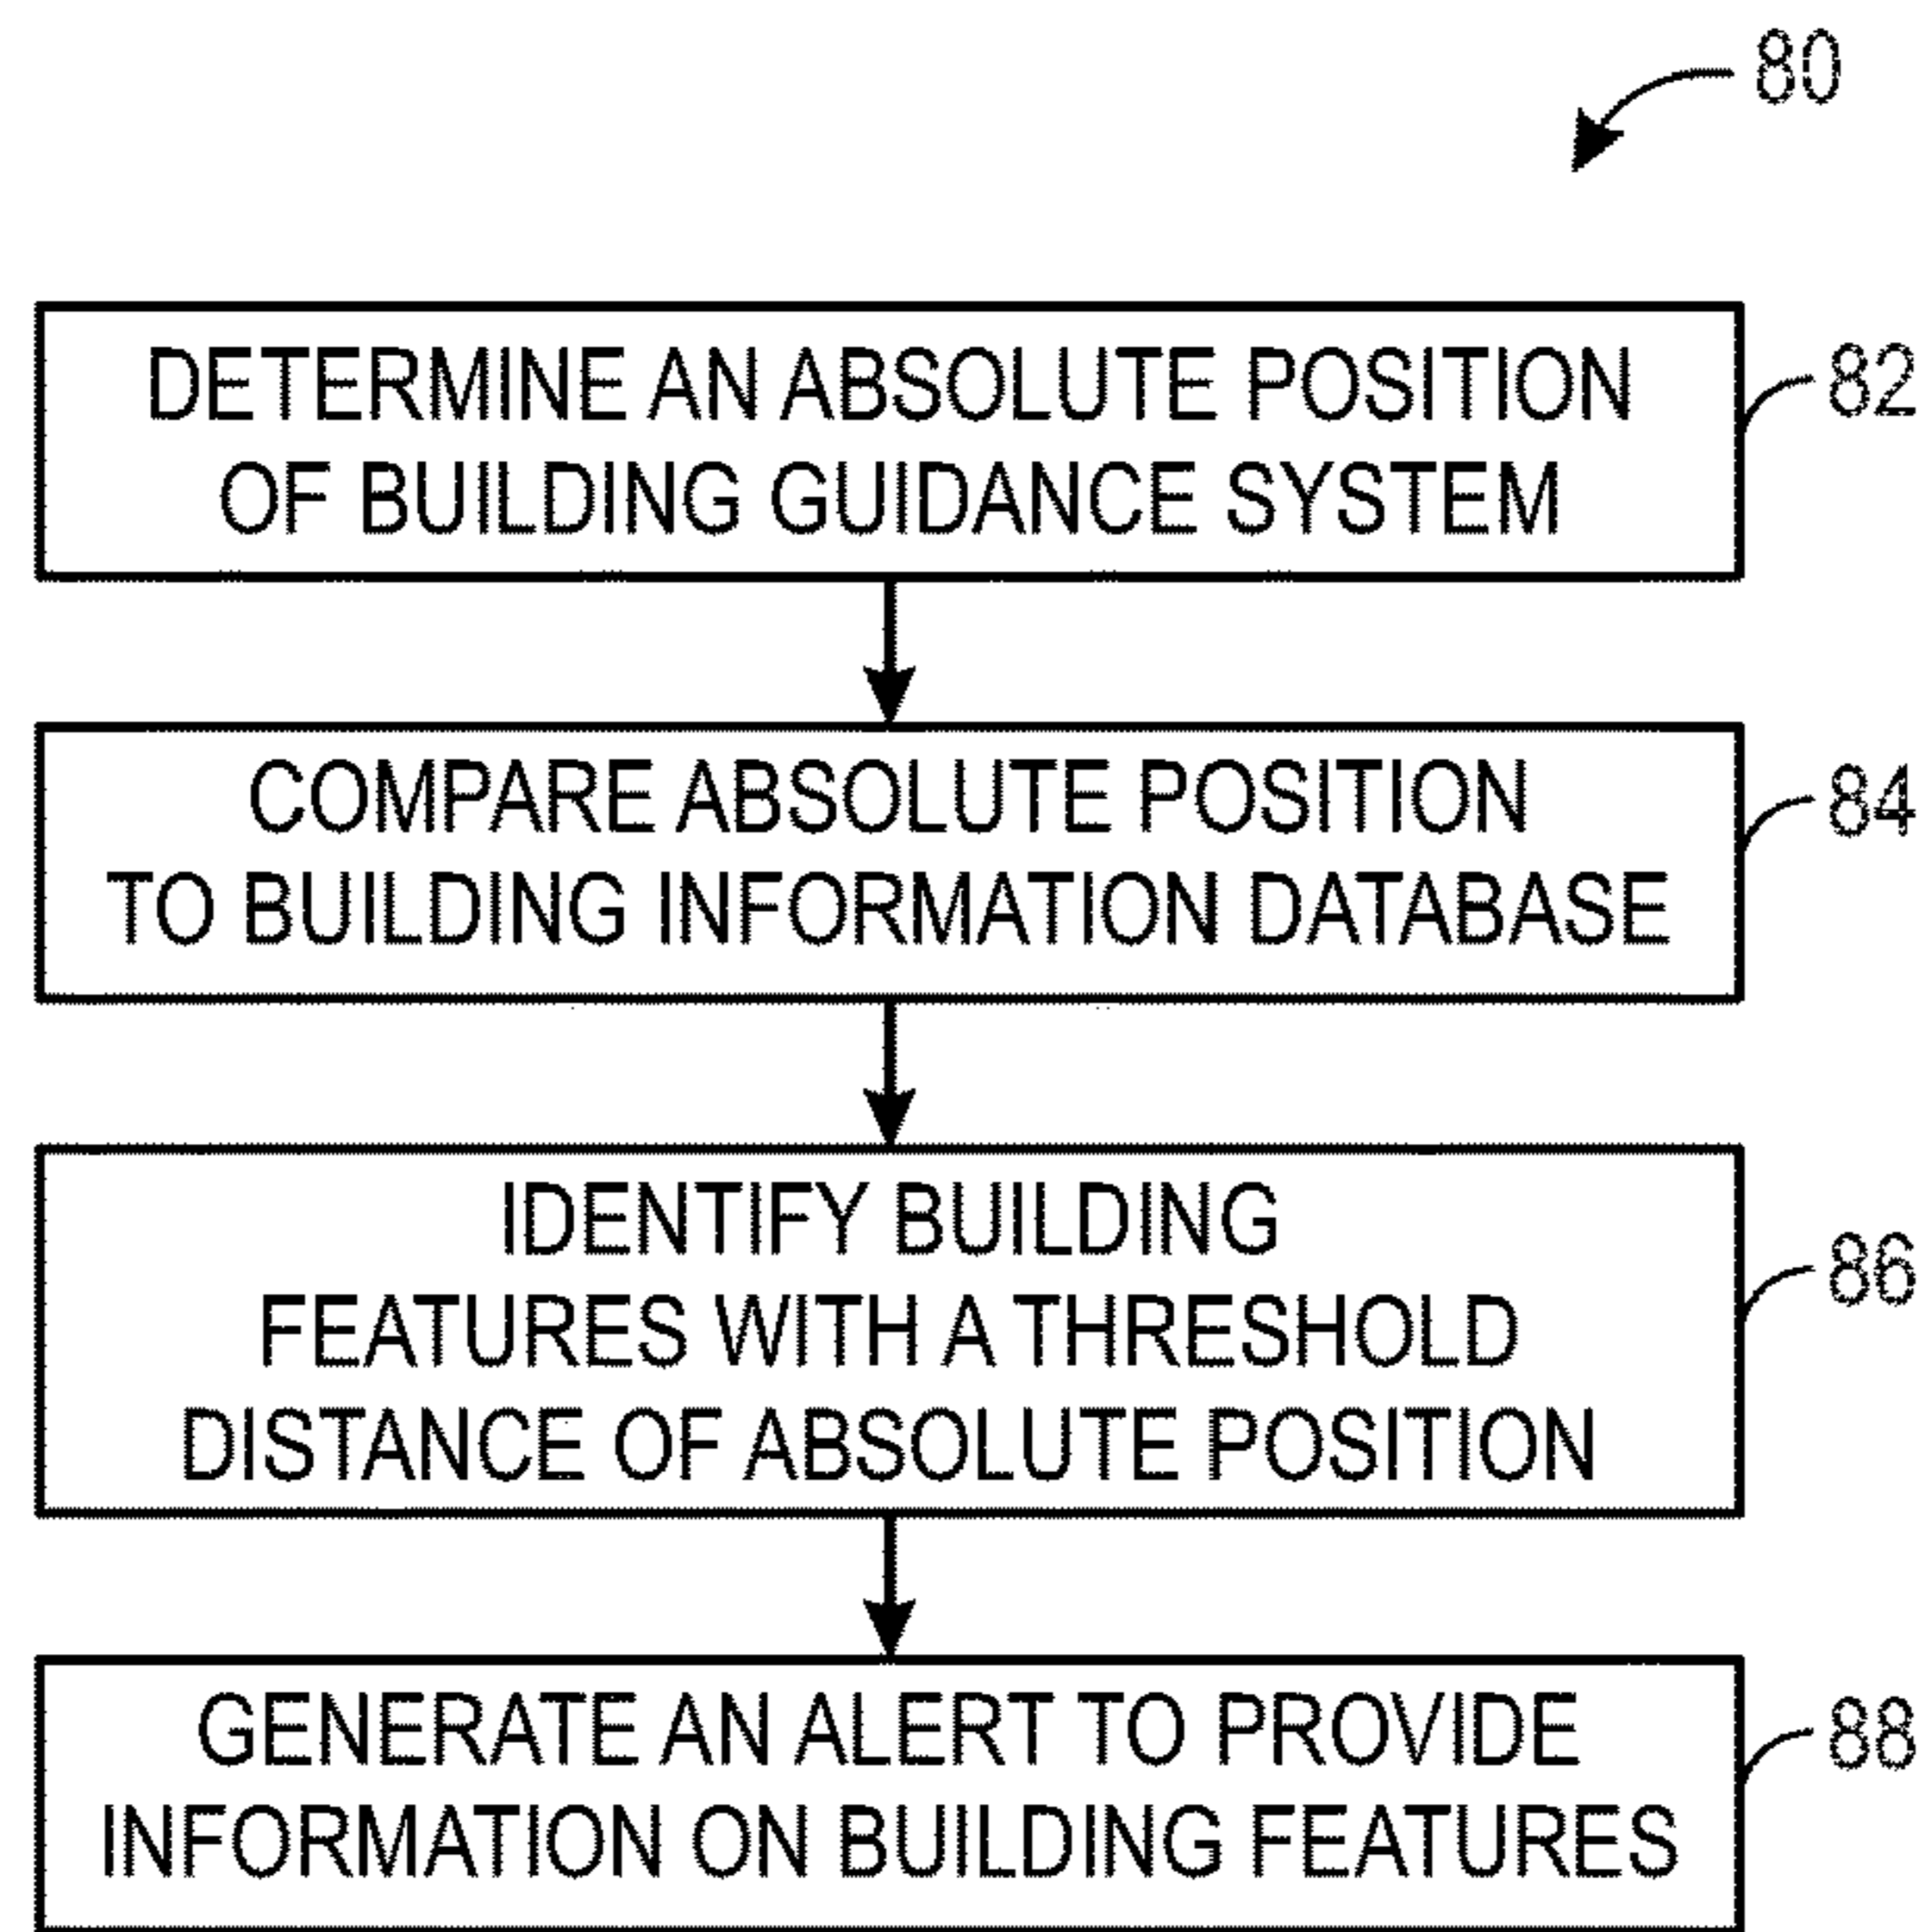 80
DETERMINE AN ABSOLUTE POSITION
OF BUILDING GUIDANCE SYSTEM
82
COMPARE ABSOLUTE POSITION
TO BUILDING INFORMATION DATABASE
84
IDENTIFY BUILDING
FEATURES WITH A THRESHOLD
DISTANCE OF ABSOLUTE POSITION
86
GENERATE AN ALERT TO PROVIDE
INFORMATION ON BUILDING FEATURES
88